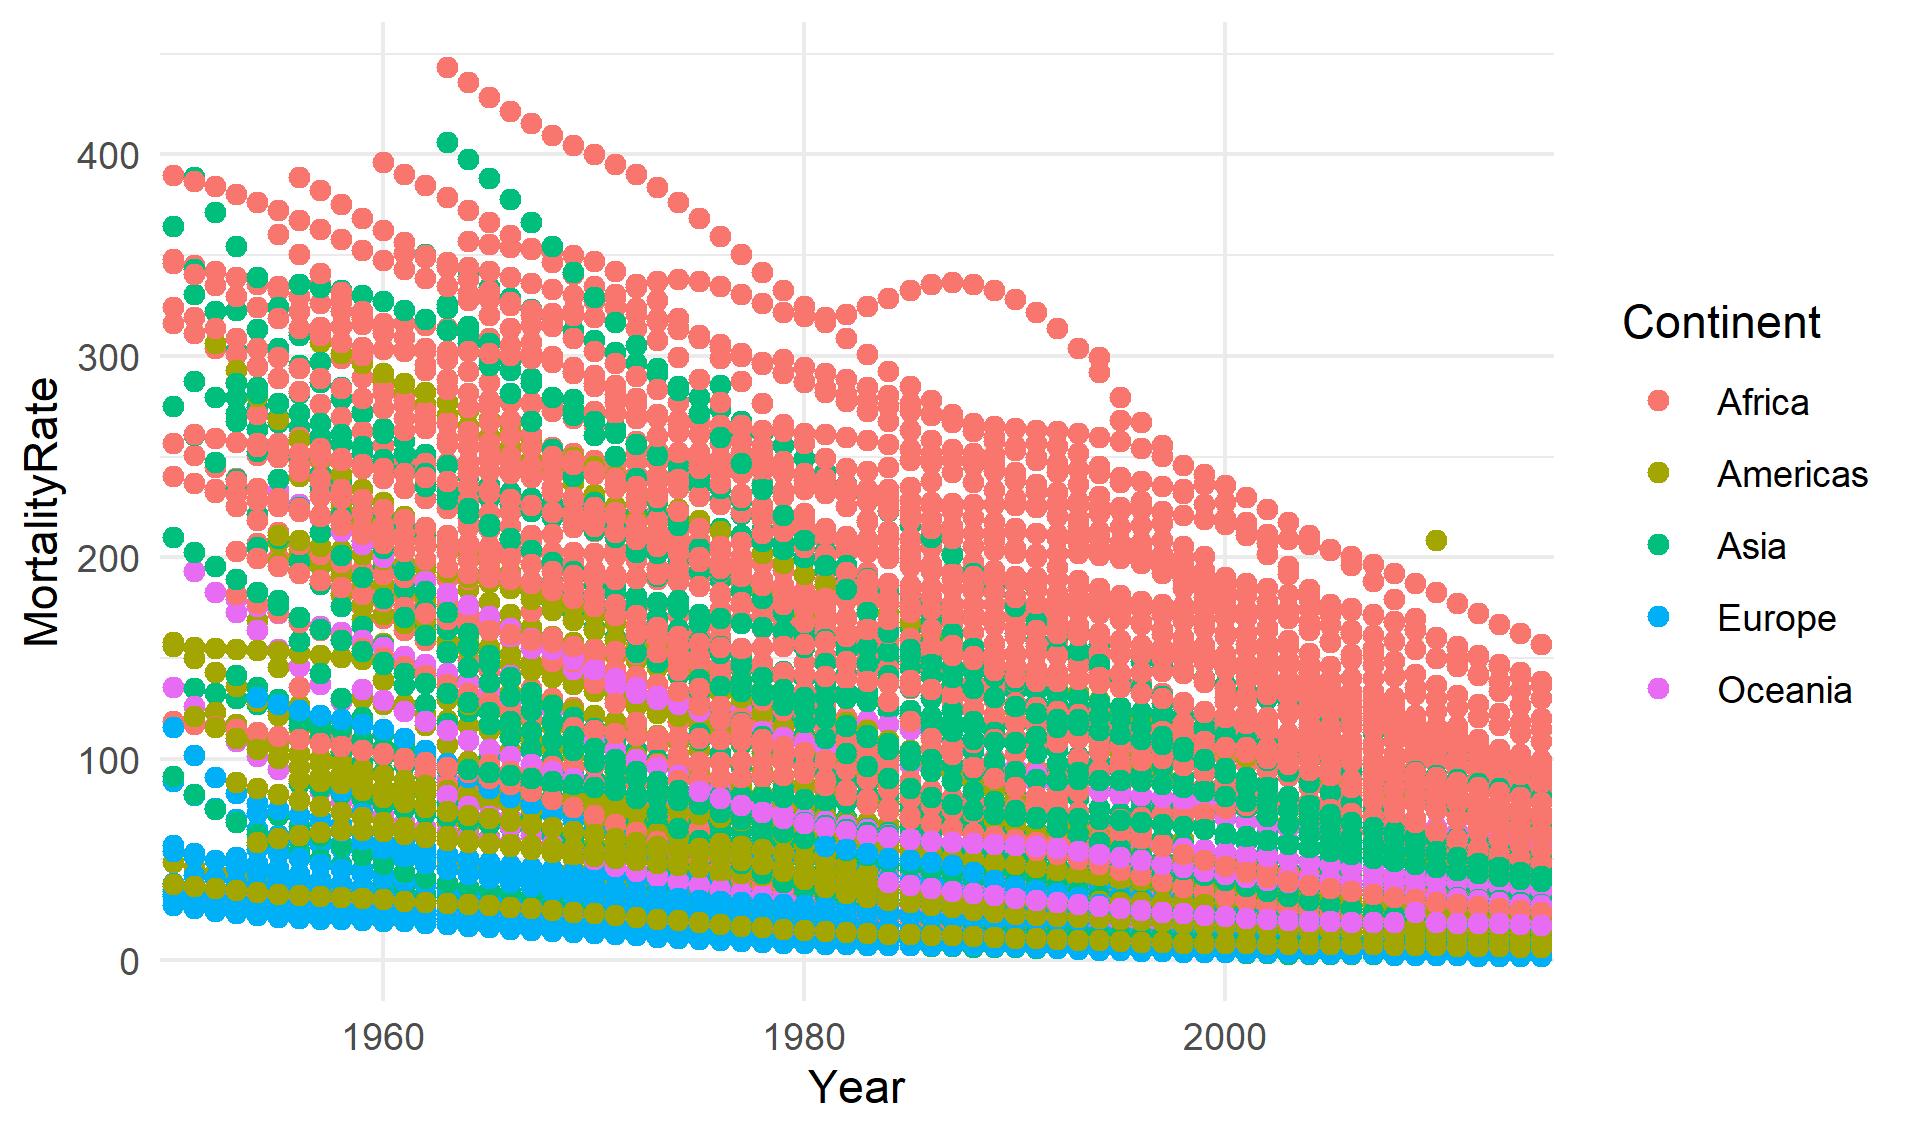 400
300
200
100
0
MortalityRate
1960
1980
2000
Year
Continent
Africa
Americas
Asia
Europe
Oceania